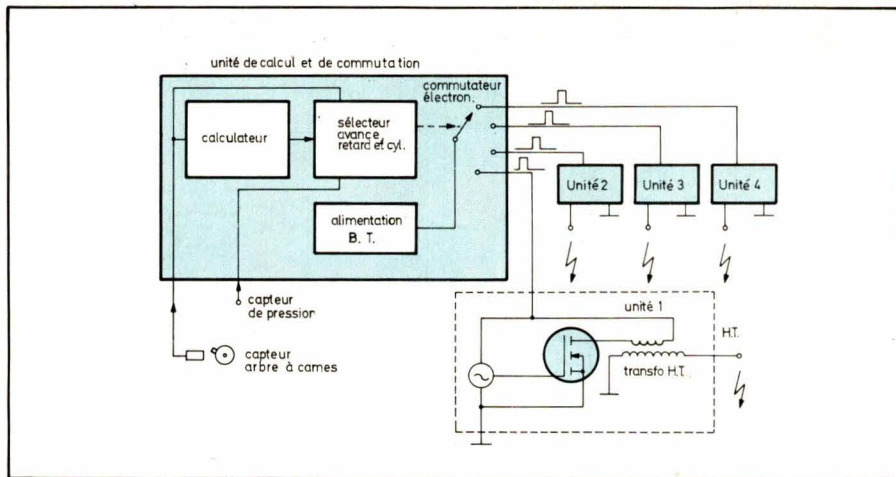 unité de calcul et de commutation
commutateur
électron.
calculateur
sélecteur
avance
retard et cyl.
alimentation
B. T.
Unité 2
Unité 3
Unité 4
capteur
de pression
capteur
arbre à cames
unité 1
H.T.
transfo H.T.